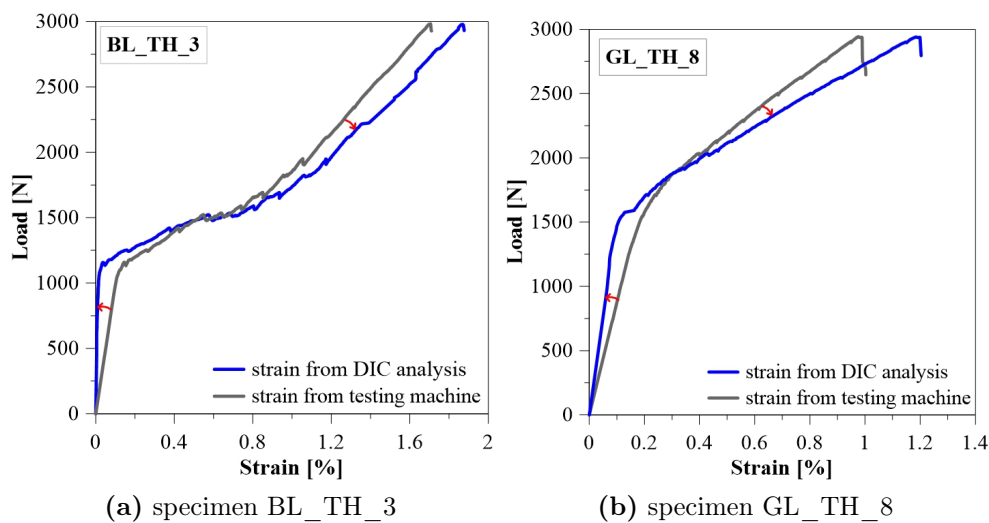 BL_TH_3
Load [N]
3000
2500
2000
1500
1000
500
0
0 0.4 0.8 1.2 1.6 2
Strain [%]
strain from DIC analysis
strain from testing machine
(a) specimen BL_TH_3
GL_TH_8
Load [N]
3000
2500
2000
1500
1000
500
0
0 0.2 0.4 0.6 0.8 1 1.2 1.4
Strain [%]
strain from DIC analysis
strain from testing machine
(b) specimen GL_TH_8